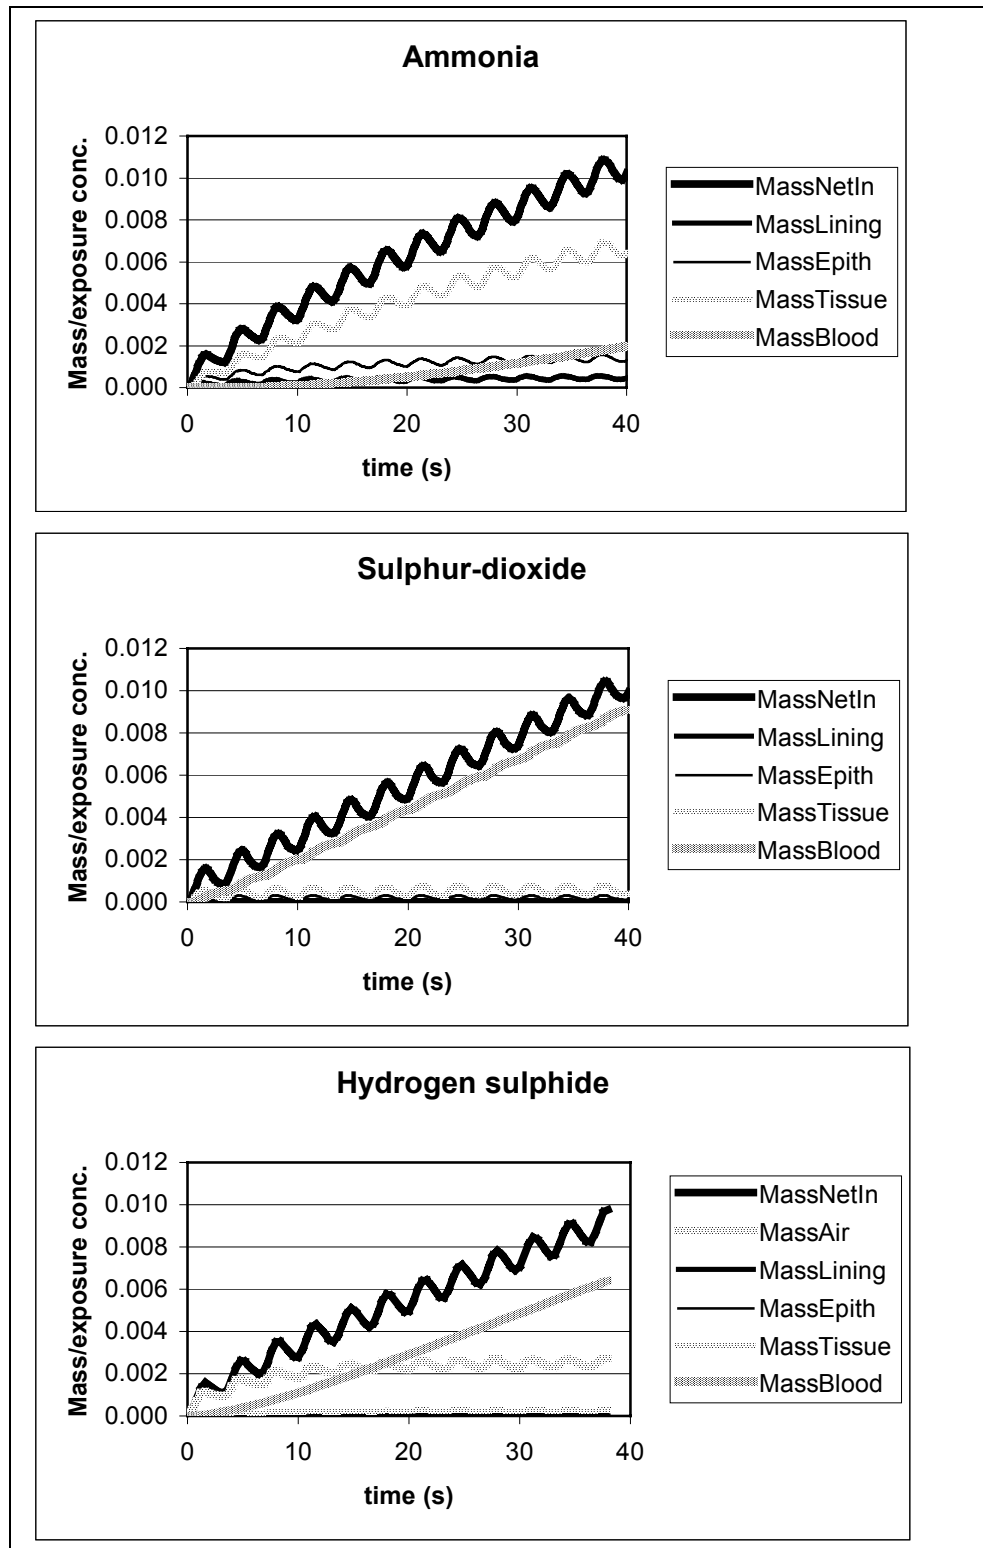 Ammonia
Mass/exposure conc.
0.012
0.010
0.008
0.006
0.004
0.002
0.000
0 10 20 30 40
time (s)
MassNetIn
MassLining
MassEpith
MassTissue
MassBlood
Sulphur-dioxide
Mass/exposure conc.
0.012
0.010
0.008
0.006
0.004
0.002
0.000
0 10 20 30 40
time (s)
MassNetIn
MassLining
MassEpith
MassTissue
MassBlood
Hydrogen sulphide
Mass/exposure conc.
0.012
0.010
0.008
0.006
0.004
0.002
0.000
0 10 20 30 40
time (s)
MassNetIn
MassAir
MassLining
MassEpith
MassTissue
MassBlood